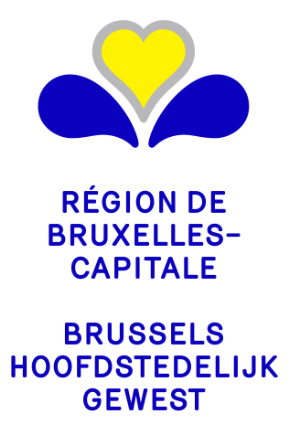 RÉGION DE
BRUXELLES–
CAPITALE
BRUSSELS
HOOFDSTEDELIJK
GEWEST